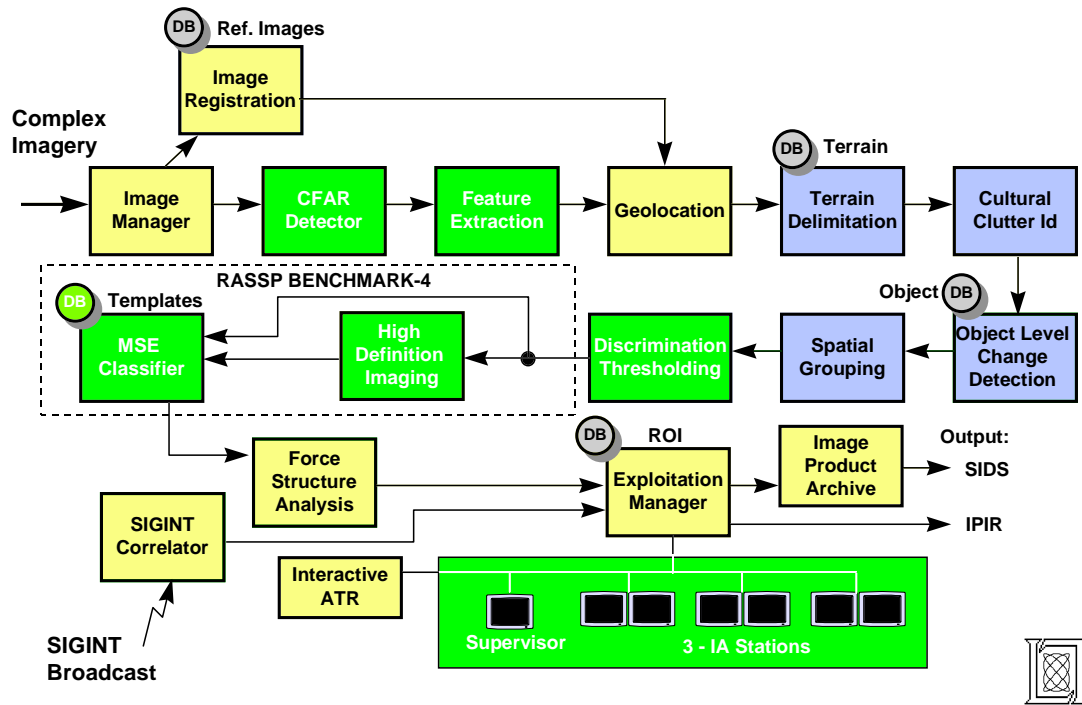 DB
Ref. Images
Image
Registration
Complex
Imagery
Image
Manager
CFAR
Detector
Feature
Extraction
Geolocation
DB
Terrain
Terrain
Delimitation
Cultural
Clutter Id
RASSP BENCHMARK-4
DB
Templates
MSE
Classifier
High
Definition
Imaging
Discrimination
Thresholding
Spatial
Grouping
Object
DB
Object Level
Change
Detection
Force
Structure
Analysis
DB
ROI
Exploitation
Manager
Image
Product
Archive
Output:
SIDS
IPIR
SIGINT
Correlator
Interactive
ATR
Supervisor
3 - IA Stations
SIGINT
Broadcast